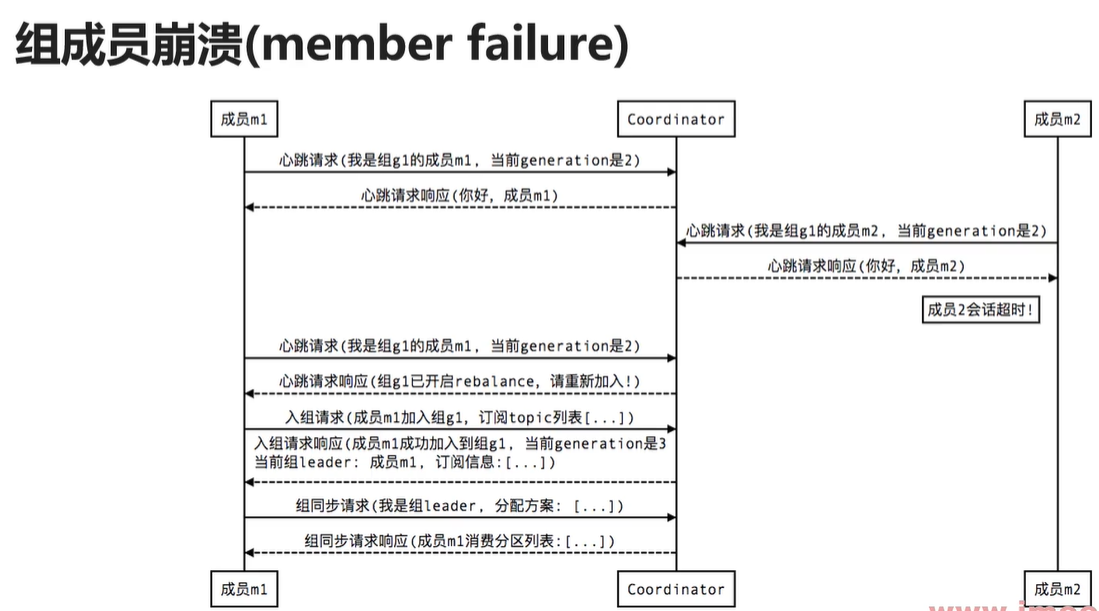 组成员崩溃(member failure)
成员m1
Coordinator
成员m2
心跳请求(我是组g1的成员m1, 当前generation是2)
心跳请求响应(你好, 成员m1)
心跳请求(我是组g1的成员m2, 当前generation是2)
心跳请求响应(你好, 成员m2)
成员2会话超时!
心跳请求(我是组g1的成员m1, 当前generation是2)
心跳请求响应(组g1已开启rebalance, 请重新加入!)
入组请求(成员m1加入组g1, 订阅topic列表[...])
入组请求响应(成员m1成功加入到组g1, 当前generation是3
当前组leader: 成员m1, 订阅信息:[...])
组同步请求(我是组leader, 分配方案: [...])
组同步请求响应(成员m1消费分区列表:[...])
成员m1
Coordinator
成员m2